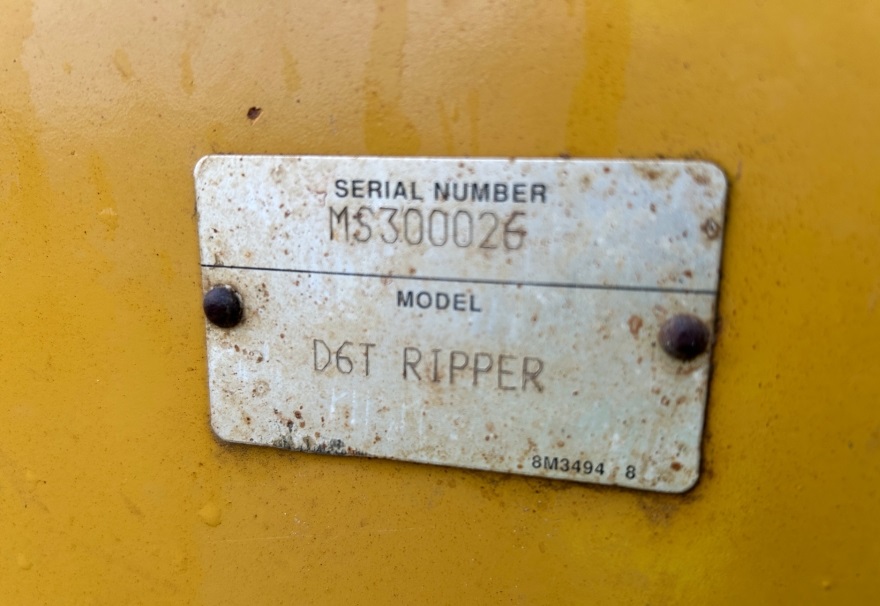 SERIAL NUMBER
MS300026
MODEL
D6T RIPPER
8M3494 8